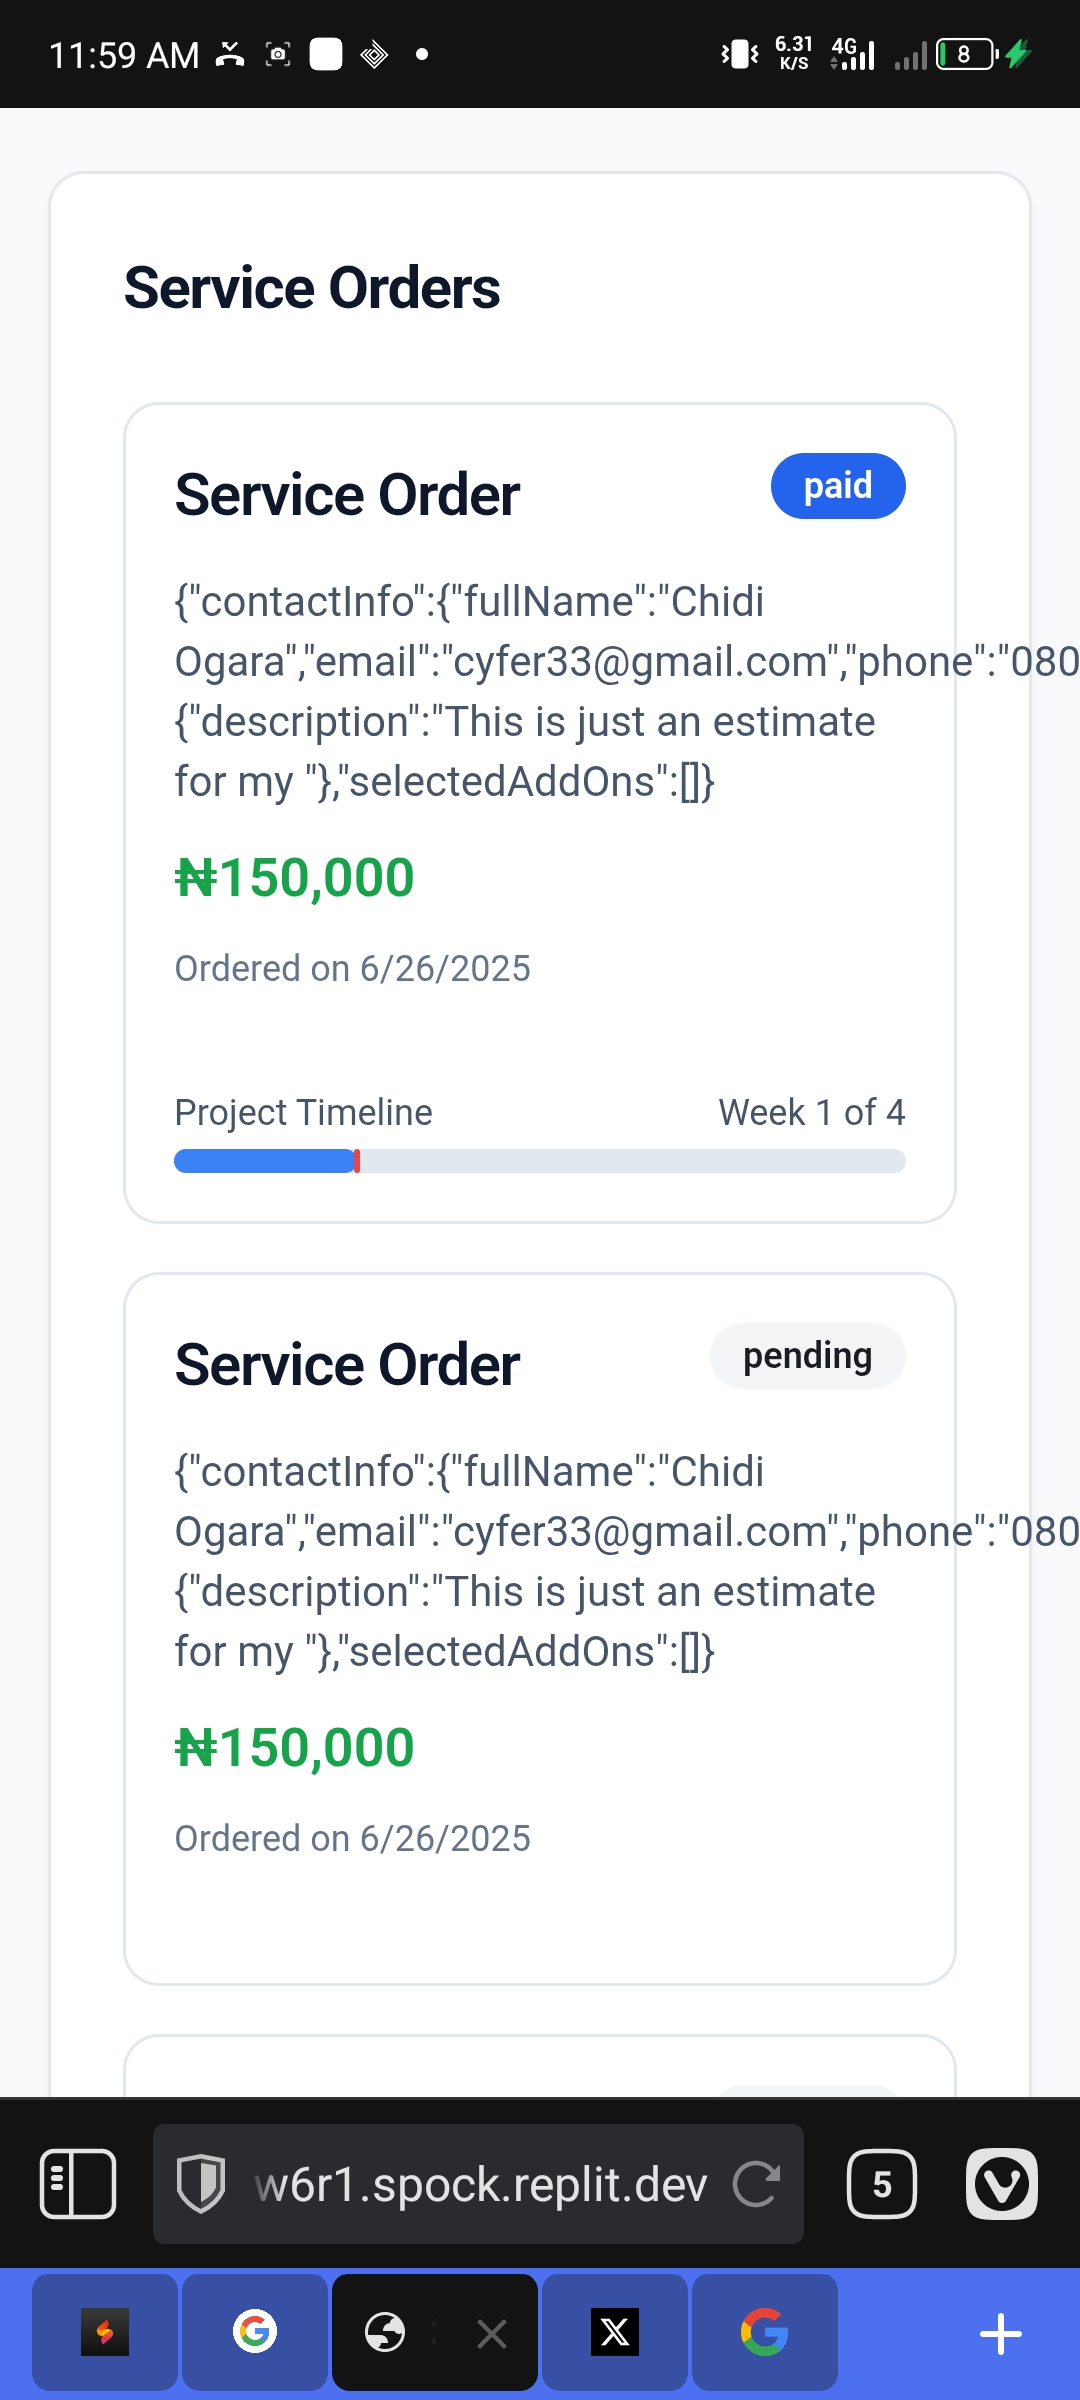 11:59 AM
6.31
K/S
4G
8
Service Orders
Service Order
paid
{"contactInfo":{"fullName":"Chidi
Ogara","email":"cyfer33@gmail.com","phone":"080
{"description":"This is just an estimate
for my "},"selectedAddOns":[]}
₦150,000
Ordered on 6/26/2025
Project Timeline
Week 1 of 4
Service Order
pending
{"contactInfo":{"fullName":"Chidi
Ogara","email":"cyfer33@gmail.com","phone":"080
{"description":"This is just an estimate
for my "},"selectedAddOns":[]}
₦150,000
Ordered on 6/26/2025
w6r1.spock.replit.dev
5